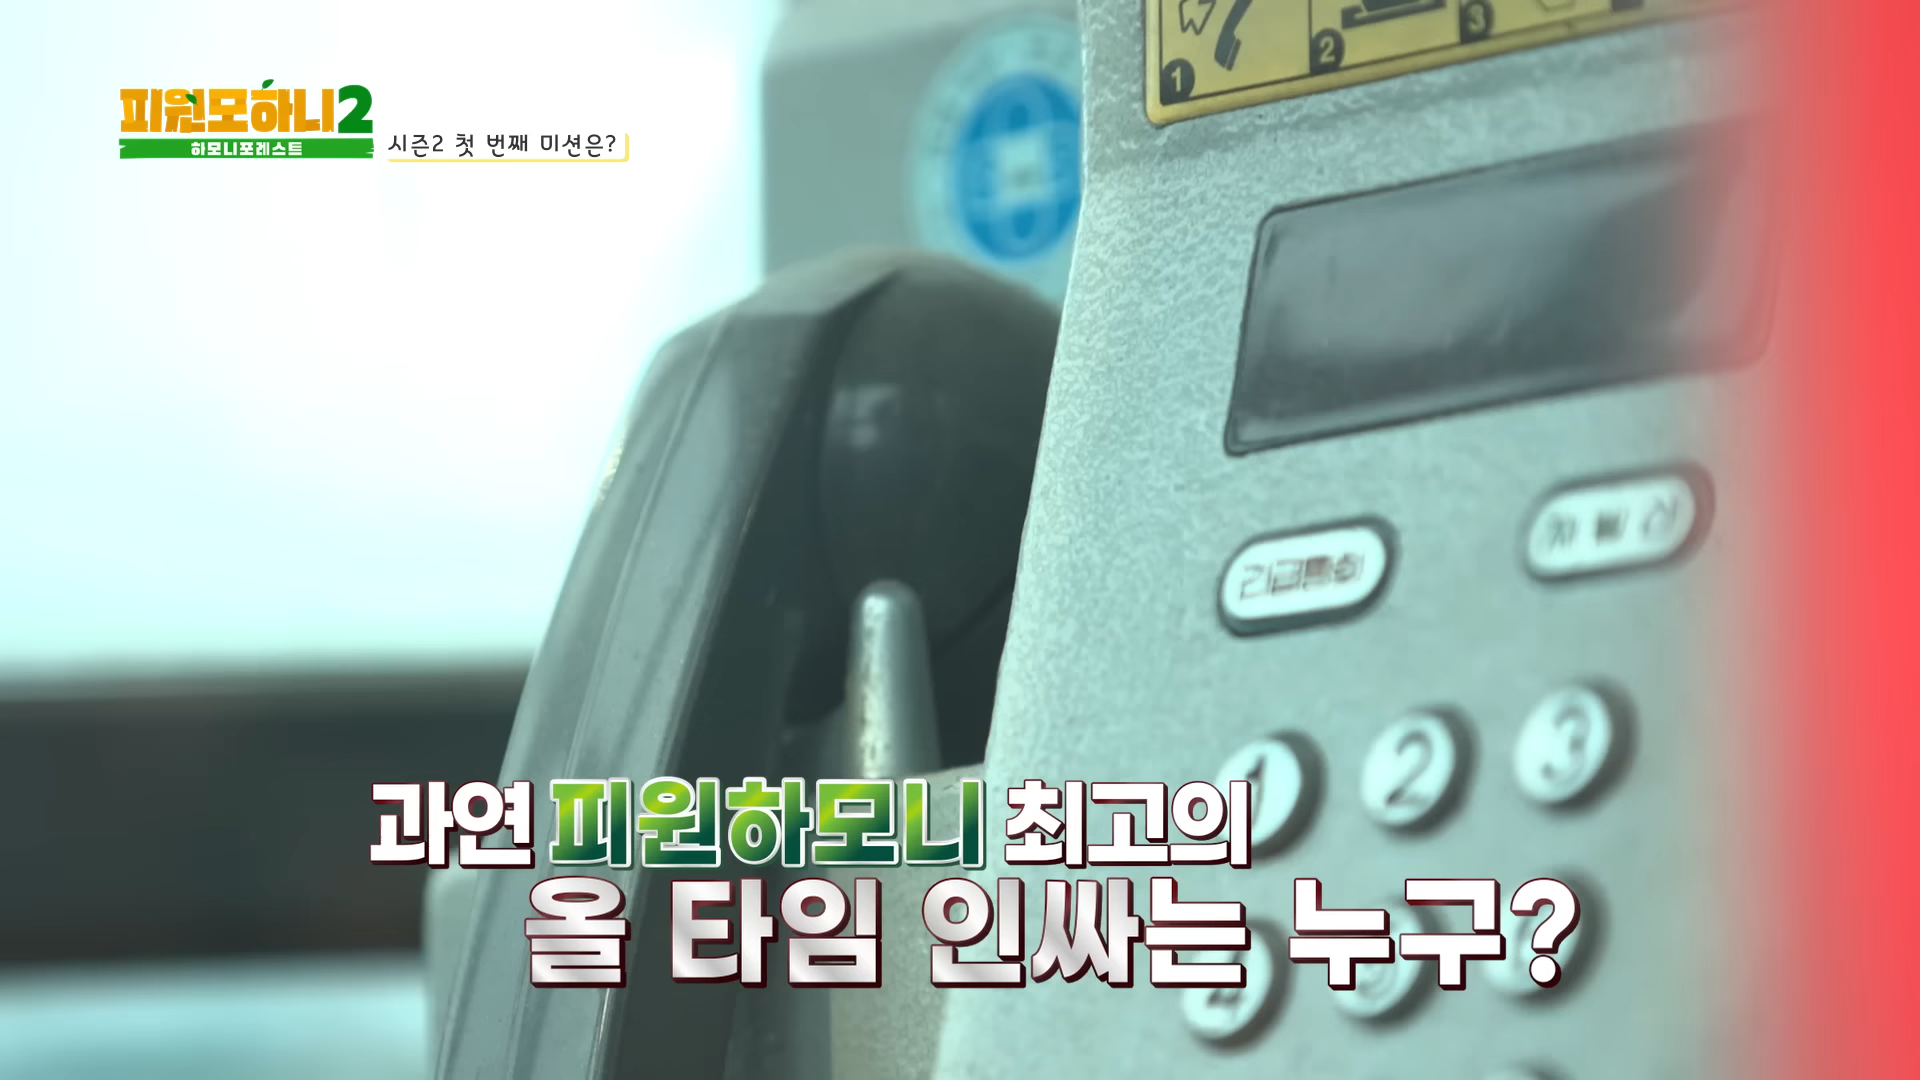 피원모하니2
하모니포레스트
시즌2 첫 번째 미션은?
1 2 3
긴급통화
1 2 3
과연 피원하모니 최고의
올 타임 인싸는 누구?